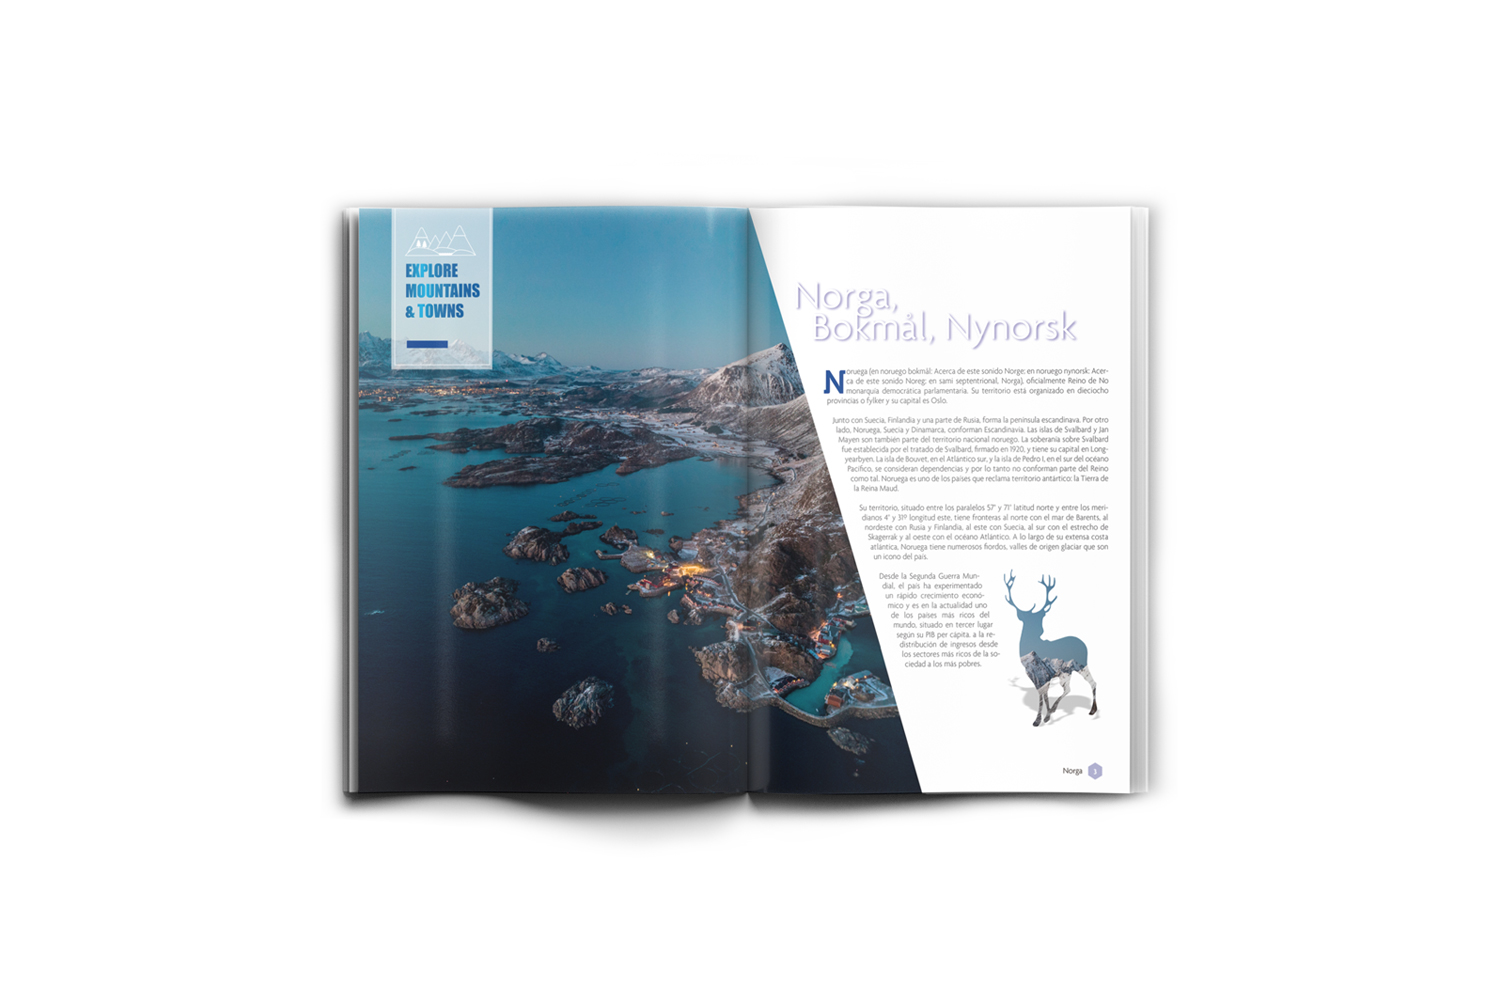 EXPLORE
MOUNTAINS
& TOWNS
Norga,
Bokmål, Nynorsk
Noruega (en noruego bokmål: Acerca de este sonido Norge; en noruego nynorsk: Acer-
ca de este sonido Noreg; en sami septentrional, Norga), oficialmente Reino de No
monarquía democrática parlamentaria. Su territorio está organizado en dieciocho
provincias o fylker y su capital es Oslo.
Junto con Suecia, Finlandia y una parte de Rusia, forma la península escandinava. Por otro
lado, Noruega, Suecia y Dinamarca, conforman Escandinavia. Las islas de Svalbard y Jan
Mayen son también parte del territorio nacional noruego. La soberanía sobre Svalbard
fue establecida por el tratado de Svalbard, firmado en 1920, y tiene su capital en Long-
yearbyen. La isla de Bouvet, en el Atlántico sur, y la isla de Pedro I, en el sur del océano
Pacífico, se consideran dependencias y por lo tanto no conforman parte del Reino
como tal. Noruega es uno de los países que reclama territorio antártico: la Tierra de
la Reina Maud.
Su territorio, situado entre los paralelos 57° y 71° latitud norte y entre los meri-
dianos 4° y 31º longitud este, tiene fronteras al norte con el mar de Barents, al
nordeste con Rusia y Finlandia, al este con Suecia, al sur con el estrecho de
Skagerrak y al oeste con el océano Atlántico. A lo largo de su extensa costa
atlántica, Noruega tiene numerosos fiordos, valles de origen glaciar que son
un icono del país.
Desde la Segunda Guerra Mun-
dial, el país ha experimentado
un rápido crecimiento econó-
mico y es en la actualidad uno
de los países más ricos del
mundo, situado en tercer lugar
según su PIB per cápita. a la re-
distribución de ingresos desde
los sectores más ricos de la so-
ciedad a los más pobres.
Norga 3